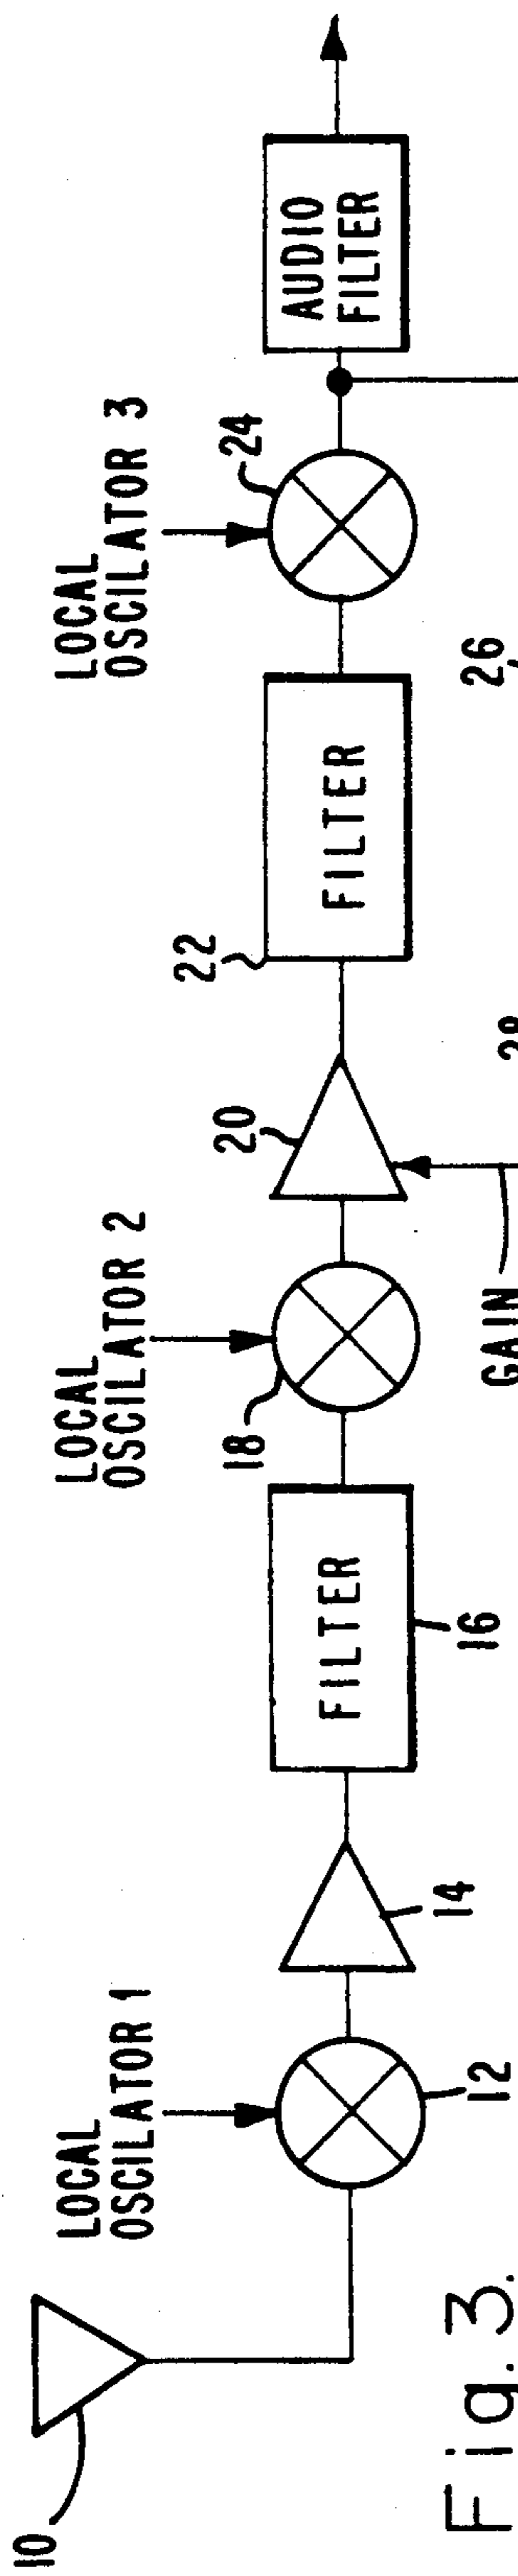 10
LOCAL
OSCILATOR 1
12
14
FILTER
16
LOCAL
OSCILATOR 2
18
20
GAIN
22
FILTER
26
LOCAL
OSCILATOR 3
24
AUDIO
FILTER
Fig. 3.